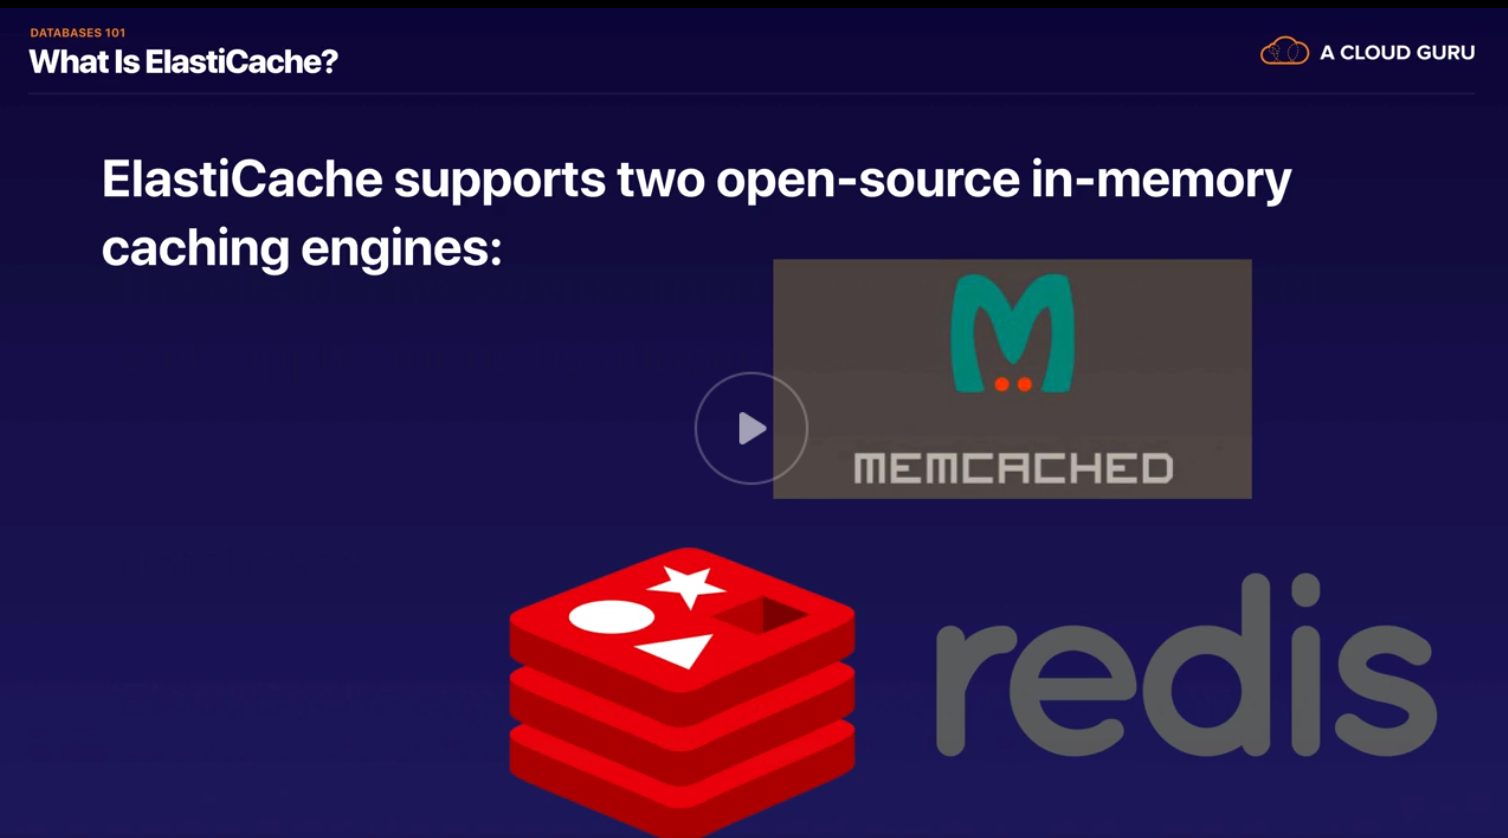 DATABASES 101
What Is ElastiCache?
A CLOUD GURU
ElastiCache supports two open-source in-memory
caching engines:
MEMCACHED
redis